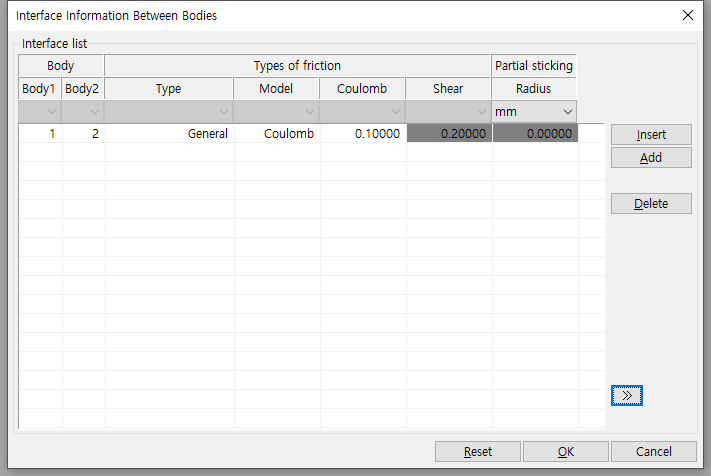 Interface Information Between Bodies
Interface list
Body Types of friction Partial sticking
Body1 Body2 Type Model Coulomb Shear Radius
mm
1 2 General Coulomb 0.10000 0.20000 0.00000
Insert
Add
Delete
>>
Reset OK Cancel